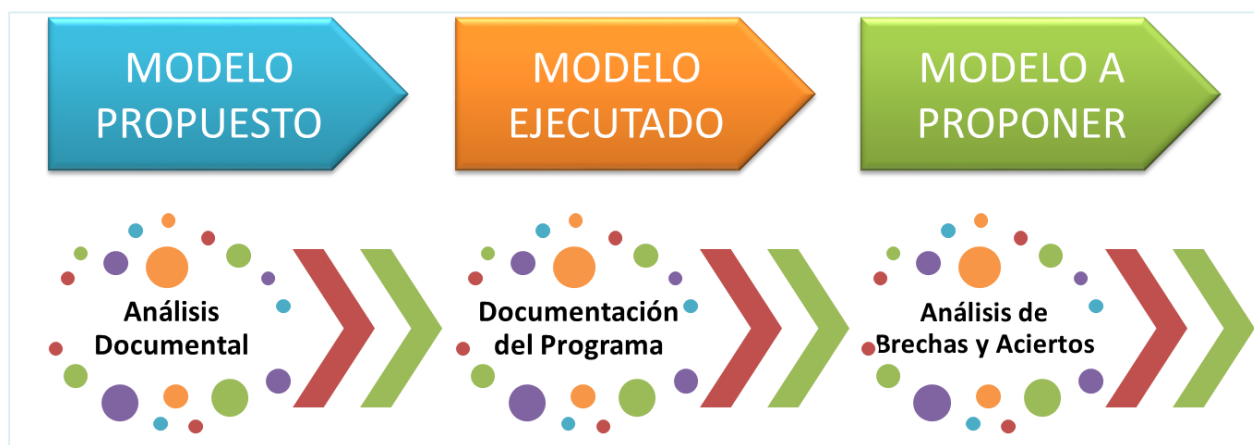 MODELO
PROPUESTO
MODELO
EJECUTADO
MODELO A
PROPONER
Análisis
Documental
Documentación
del Programa
Análisis de
Brechas y Aciertos